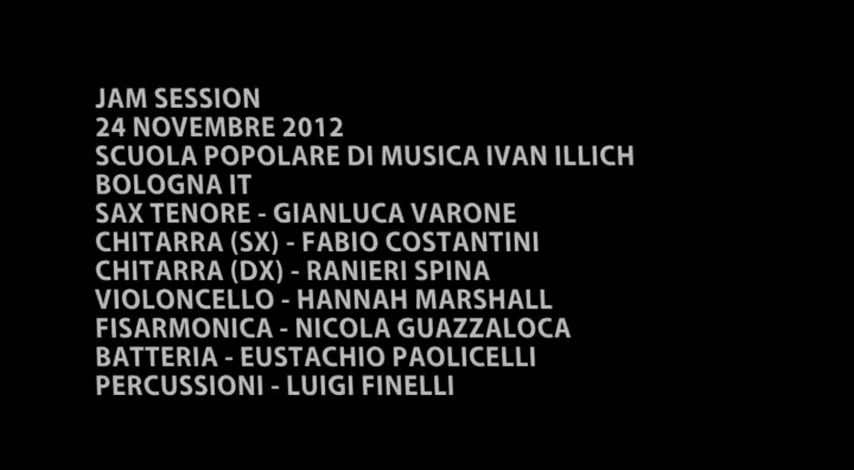 JAM SESSION
24 NOVEMBRE 2012
SCUOLA POPOLARE DI MUSICA IVAN ILLICH
BOLOGNA IT
SAX TENORE - GIANLUCA VARONE
CHITARRA (SX) - FABIO COSTANTINI
CHITARRA (DX) - RANIERI SPINA
VIOLONCELLO - HANNAH MARSHALL
FISARMONICA - NICOLA GUAZZALOCA
BATTERIA - EUSTACHIO PAOLICELLI
PERCUSSIONI - LUIGI FINELLI